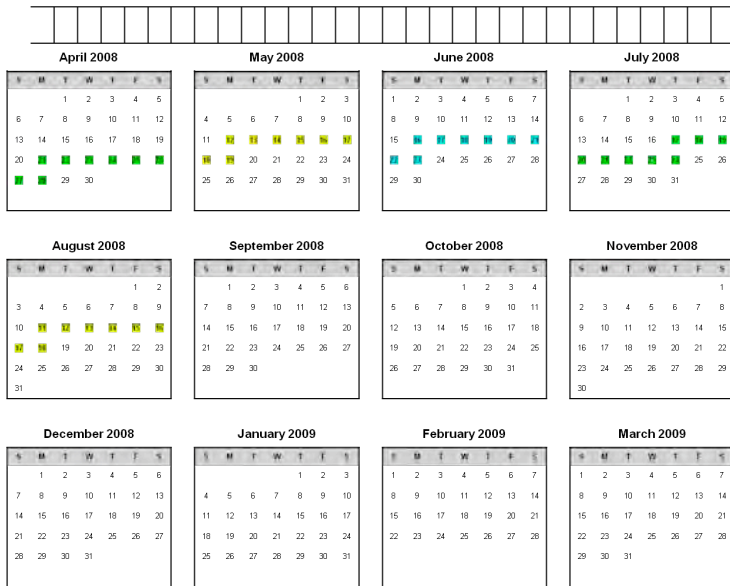 April 2008
S M T W T F S
1 2 3 4 5
6 7 8 9 10 11 12
13 14 15 16 17 18 19
20 21 22 23 24 25 26
27 28 29 30
May 2008
S M T W T F S
1 2 3
4 5 6 7 8 9 10
11 12 13 14 15 16 17
18 19 20 21 22 23 24
25 26 27 28 29 30 31
June 2008
S M T W T F S
1 2 3 4 5 6 7
8 9 10 11 12 13 14
15 16 17 18 19 20 21
22 23 24 25 26 27 28
29 30
July 2008
S M T W T F S
1 2 3 4 5
6 7 8 9 10 11 12
13 14 15 16 17 18 19
20 21 22 23 24 25 26
27 28 29 30 31
August 2008
S M T W T F S
1 2
3 4 5 6 7 8 9
10 11 12 13 14 15 16
17 18 19 20 21 22 23
24 25 26 27 28 29 30
31
September 2008
S M T W T F S
1 2 3 4 5 6
7 8 9 10 11 12 13
14 15 16 17 18 19 20
21 22 23 24 25 26 27
28 29 30
October 2008
S M T W T F S
1 2 3 4
5 6 7 8 9 10 11
12 13 14 15 16 17 18
19 20 21 22 23 24 25
26 27 28 29 30 31
November 2008
S M T W T F S
1
2 3 4 5 6 7 8
9 10 11 12 13 14 15
16 17 18 19 20 21 22
23 24 25 26 27 28 29
30
December 2008
S M T W T F S
1 2 3 4 5 6
7 8 9 10 11 12 13
14 15 16 17 18 19 20
21 22 23 24 25 26 27
28 29 30 31
January 2009
S M T W T F S
1 2 3
4 5 6 7 8 9 10
11 12 13 14 15 16 17
18 19 20 21 22 23 24
25 26 27 28 29 30 31
February 2009
S M T W T F S
1 2 3 4 5 6 7
8 9 10 11 12 13 14
15 16 17 18 19 20 21
22 23 24 25 26 27 28
March 2009
S M T W T F S
1 2 3 4 5 6 7
8 9 10 11 12 13 14
15 16 17 18 19 20 21
22 23 24 25 26 27 28
29 30 31